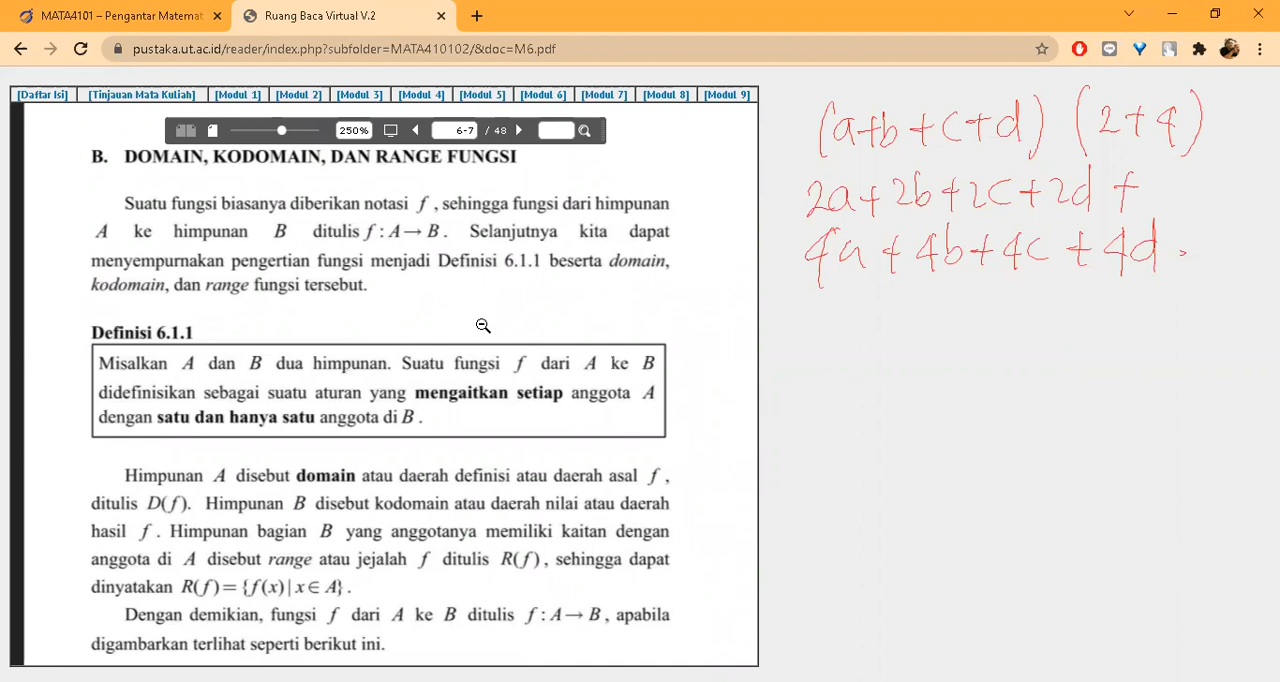 MATA4101 – Pengantar Matemat
Ruang Baca Virtual V.2
pustaka.ut.ac.id/reader/index.php?subfolder=MATA410102/&doc=M6.pdf
[Daftar Isi] [Tinjauan Mata Kuliah] [Modul 1] [Modul 2] [Modul 3] [Modul 4] [Modul 5] [Modul 6] [Modul 7] [Modul 8] [Modul 9]
250% 6-7 / 48
B. DOMAIN, KODOMAIN, DAN RANGE FUNGSI
Suatu fungsi biasanya diberikan notasi f , sehingga fungsi dari himpunan
A ke himpunan B ditulis f : A → B . Selanjutnya kita dapat
menyempurnakan pengertian fungsi menjadi Definisi 6.1.1 beserta domain,
kodomain, dan range fungsi tersebut.
Definisi 6.1.1
Misalkan A dan B dua himpunan. Suatu fungsi f dari A ke B
didefinisikan sebagai suatu aturan yang mengaitkan setiap anggota A
dengan satu dan hanya satu anggota di B .
Himpunan A disebut domain atau daerah definisi atau daerah asal f ,
ditulis D(f). Himpunan B disebut kodomain atau daerah nilai atau daerah
hasil f . Himpunan bagian B yang anggotanya memiliki kaitan dengan
anggota di A disebut range atau jejalah f ditulis R(f), sehingga dapat
dinyatakan R(f) = {f(x) | x ∈ A} .
Dengan demikian, fungsi f dari A ke B ditulis f : A → B , apabila
digambarkan terlihat seperti berikut ini.
(a+b+c+d) (2+4)
2a+2b+2c+2d +
4a+4b+4c+4d